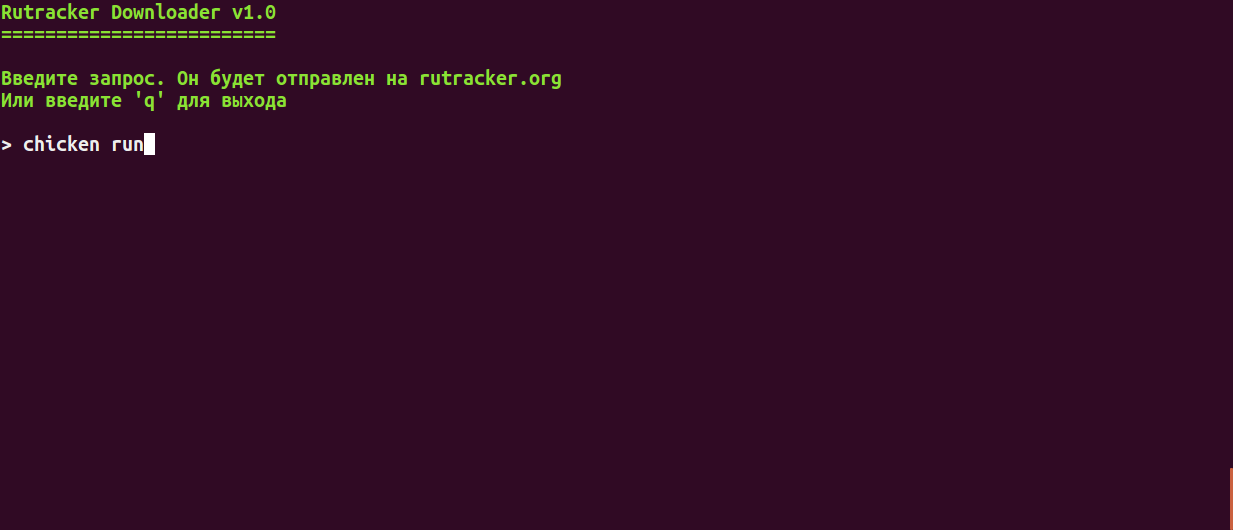 Rutracker Downloader v1.0
=========================
Введите запрос. Он будет отправлен на rutracker.org
Или введите 'q' для выхода
> chicken run